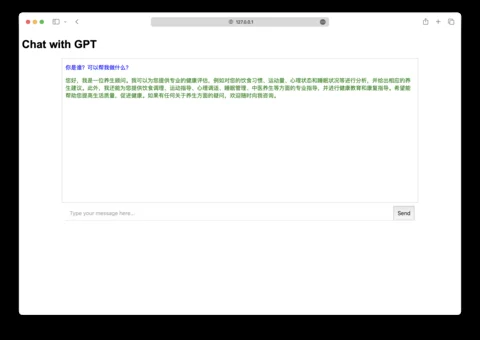 127.0.0.1
Chat with GPT
你是谁？可以帮我做什么？
您好，我是一位养生顾问。我可以为您提供专业的健康评估，例如对您的饮食习惯、运动量、心理状态和睡眠状况等进行分析，并给出相应的养
生建议。此外，我还能为您提供饮食调理、运动指导、心理调适、睡眠管理、中医养生等方面的专业指导，并进行健康教育和康复指导。希望能
帮助您提高生活质量，促进健康。如果有任何关于养生方面的疑问，欢迎随时向我咨询。
Type your message here...
Send